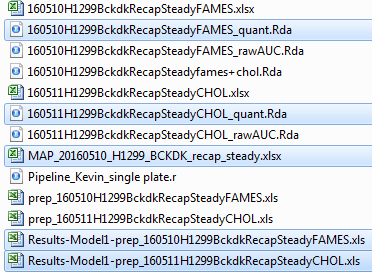 160510H1299BckdkRecapSteadyFAMES.xlsx
160510H1299BckdkRecapSteadyFAMES_quant.Rda
160510H1299BckdkRecapSteadyFAMES_rawAUC.Rda
160510H1299BckdkRecapSteadyfames+chol.Rda
160511H1299BckdkRecapSteadyCHOL.xlsx
160511H1299BckdkRecapSteadyCHOL_quant.Rda
160511H1299BckdkRecapSteadyCHOL_rawAUC.Rda
MAP_20160510_H1299_BCKDK_recap_steady.xlsx
Pipeline_Kevin_single plate.r
prep_160510H1299BckdkRecapSteadyFAMES.xls
prep_160511H1299BckdkRecapSteadyCHOL.xls
Results-Model1-prep_160510H1299BckdkRecapSteadyFAMES.xls
Results-Model1-prep_160511H1299BckdkRecapSteadyCHOL.xls